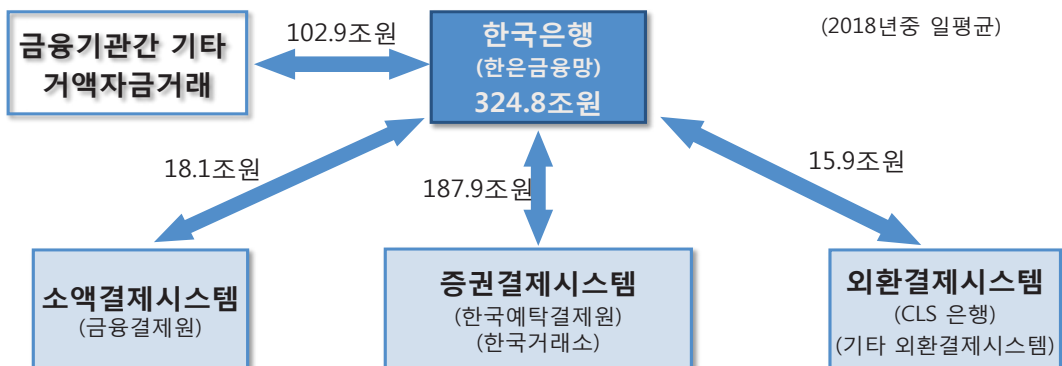 금융기관간 기타
거액자금거래
102.9조원
한국은행
(한은금융망)
324.8조원
(2018년중 일평균)
18.1조원
187.9조원
15.9조원
소액결제시스템
(금융결제원)
증권결제시스템
(한국예탁결제원)
(한국거래소)
외환결제시스템
(CLS 은행)
(기타 외환결제시스템)